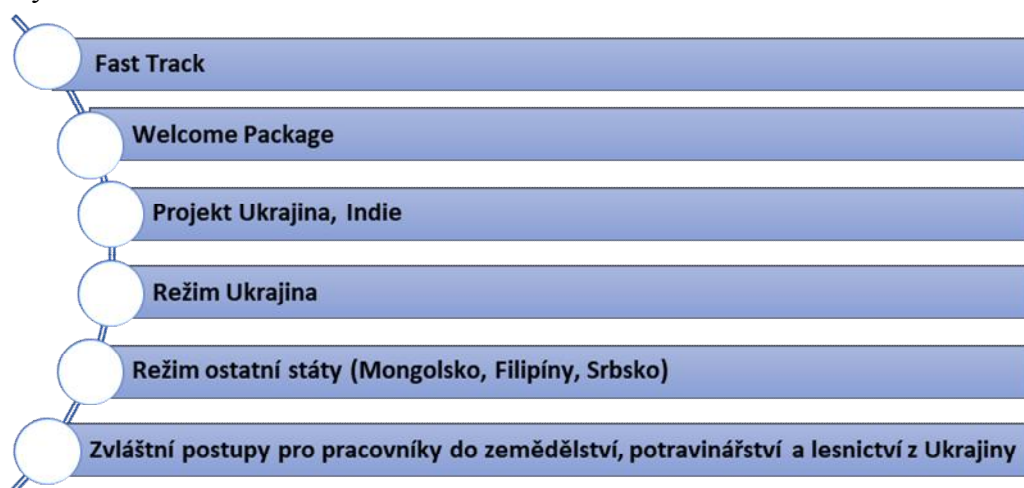 Fast Track
Welcome Package
Projekt Ukrajina, Indie
Režim Ukrajina
Režim ostatní státy (Mongolsko, Filipíny, Srbsko)
Zvláštní postupy pro pracovníky do zemědělství, potravinářství a lesnictví z Ukrajiny